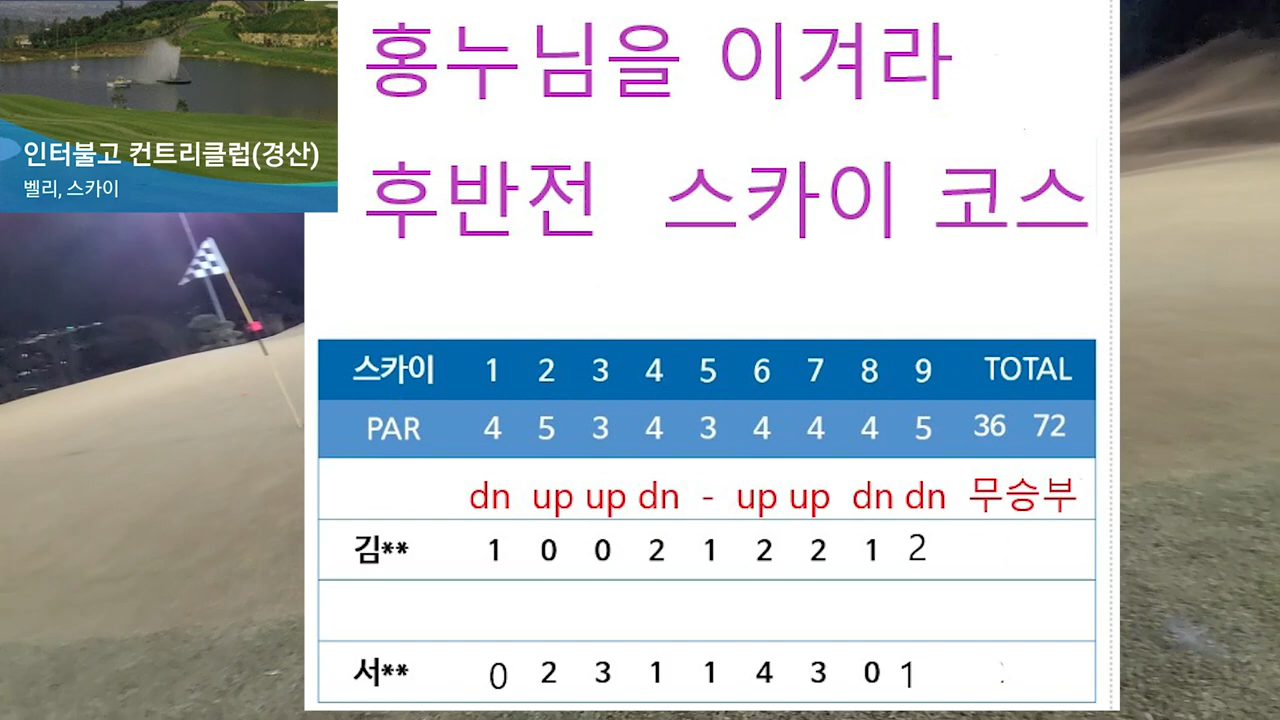 홍누님을 이겨라
인터불고 컨트리클럽(경산)
벨리, 스카이
후반전 스카이 코스
스카이 1 2 3 4 5 6 7 8 9 TOTAL
PAR 4 5 3 4 3 4 4 4 5 36 72
dn up up dn - up up dn dn 무승부
김** 1 0 0 2 1 2 2 1 2
서** 0 2 3 1 1 4 3 0 1